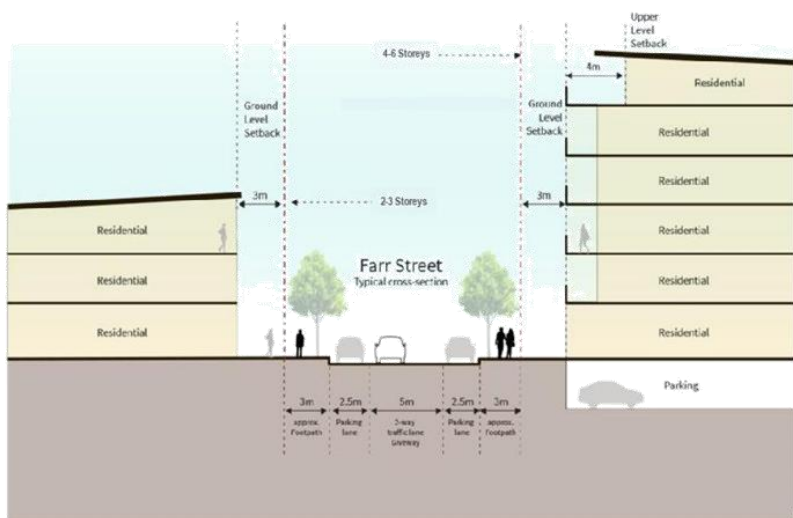 Upper
Level
Setback
4-6 Storeys
4m
Residential
Ground
Level
Setback
Ground
Level
Setback
Residential
3m
2-3 Storeys
3m
Residential
Residential
Residential
Farr Street
Typical cross-section
Residential
Residential
Residential
Residential
Parking
3m
2.5m
5m
2.5m
3m
approx.
Footpath
Parking
lane
2-way
traffic lane
Giveway
Parking
lane
approx.
Footpath